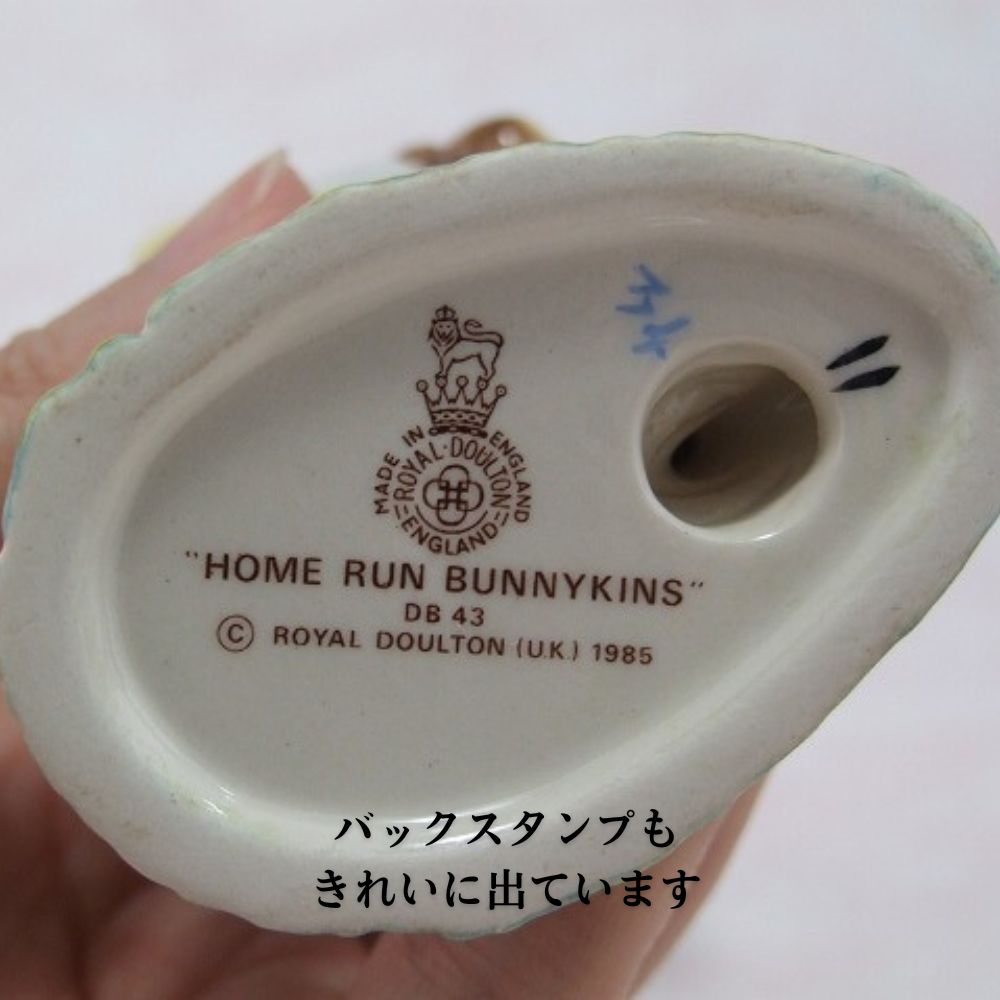 MADE IN ENGLAND
ROYAL·DOULTON
ENGLAND
"HOME RUN BUNNYKINS"
DB 43
© ROYAL DOULTON (U.K.) 1985
バックスタンプも
きれいに出ています